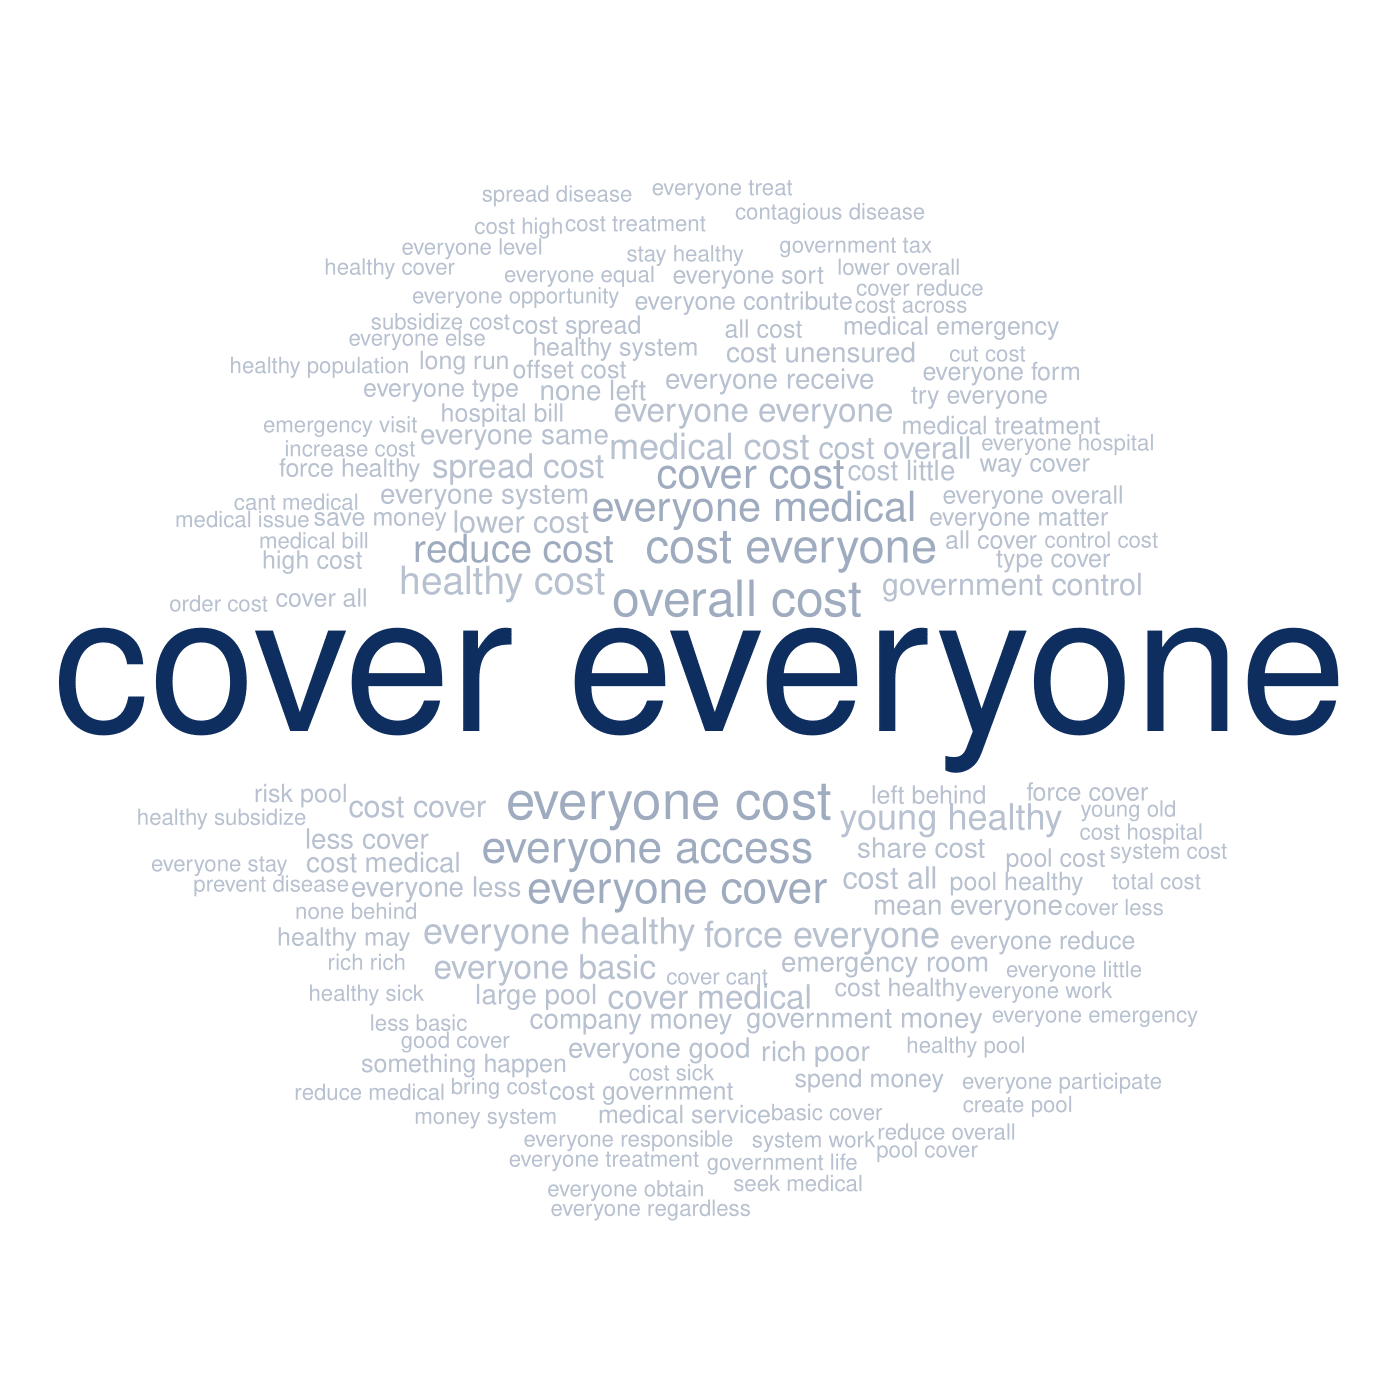 spread disease everyone treat
contagious disease
cost high cost treatment
everyone level stay healthy government tax
healthy cover everyone equal everyone sort lower overall
everyone opportunity everyone contribute cover reduce
cost across
subsidize cost cost spread all cost medical emergency
everyone else healthy system cost unensured cut cost
healthy population long run offset cost everyone receive everyone form
everyone type none left try everyone
hospital bill everyone everyone
emergency visit everyone same medical cost cost overall medical treatment
increase cost everyone hospital
force healthy spread cost cover cost cost little way cover
cant medical everyone system everyone medical everyone overall
medical issue save money lower cost everyone matter
medical bill reduce cost cost everyone all cover control cost
high cost type cover
healthy cost government control
order cost cover all overall cost
cover everyone
risk pool cost cover everyone cost left behind force cover
healthy subsidize young healthy young old
less cover everyone access share cost cost hospital
everyone stay cost medical pool cost system cost
prevent disease everyone less everyone cover cost all pool healthy total cost
none behind mean everyone cover less
healthy may everyone healthy force everyone everyone reduce
rich rich everyone basic cover cant emergency room everyone little
healthy sick large pool cover medical cost healthy everyone work
less basic company money government money everyone emergency
good cover everyone good rich poor healthy pool
something happen cost sick spend money everyone participate
reduce medical bring cost cost government
money system medical service basic cover create pool
everyone responsible system work reduce overall
everyone treatment government life pool cover
everyone obtain seek medical
everyone regardless